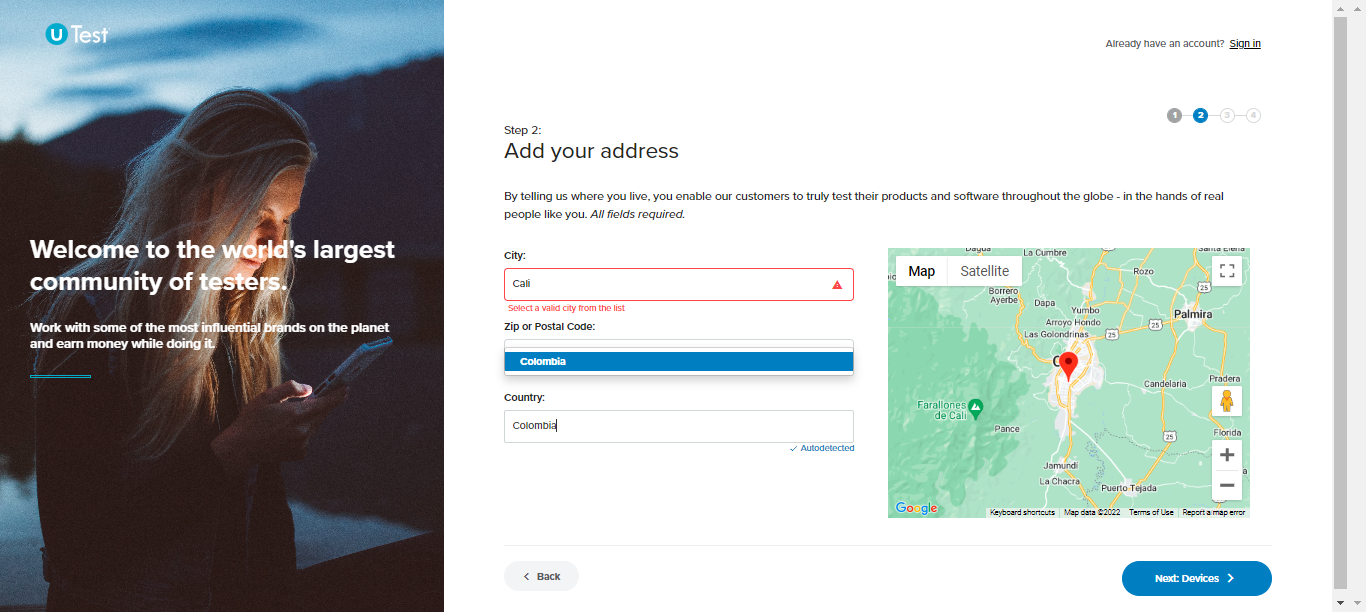 U Test
Already have an account? Sign in
1 2 3 4
Step 2:
Add your address
By telling us where you live, you enable our customers to truly test their products and software throughout the globe - in the hands of real
people like you. All fields required.
Welcome to the world's largest
community of testers.
Work with some of the most influential brands on the planet
and earn money while doing it.
City:
Cali
Select a valid city from the list
Zip or Postal Code:
Colombia
Country:
Colombia
Autodetected
Map Satellite
Dagua
La Cumbre
Santa Elena
Rozo
25
Borrero
Ayerbe
Dapa
Yumbo
Palmira
Arroyo Hondo
25
Las Golondrinas
25
Candelaria
Pradera
Farallones
de Cali
Pance
Florida
25
Jamundi
La Chacra
Puerto Tejada
Google
Keyboard shortcuts Map data ©2022 Terms of Use Report a map error
Back
Next: Devices